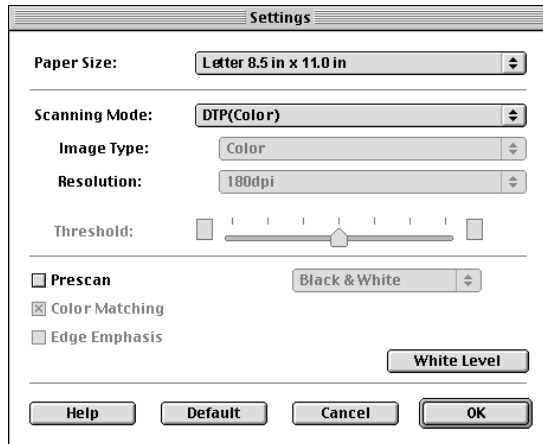 Settings
Paper Size: Letter 8.5 in x 11.0 in
Scanning Mode: DTP(Color)
Image Type: Color
Resolution: 180dpi
Threshold:
Prescan Black & White
Color Matching
Edge Emphasis
White Level
Help Default Cancel OK